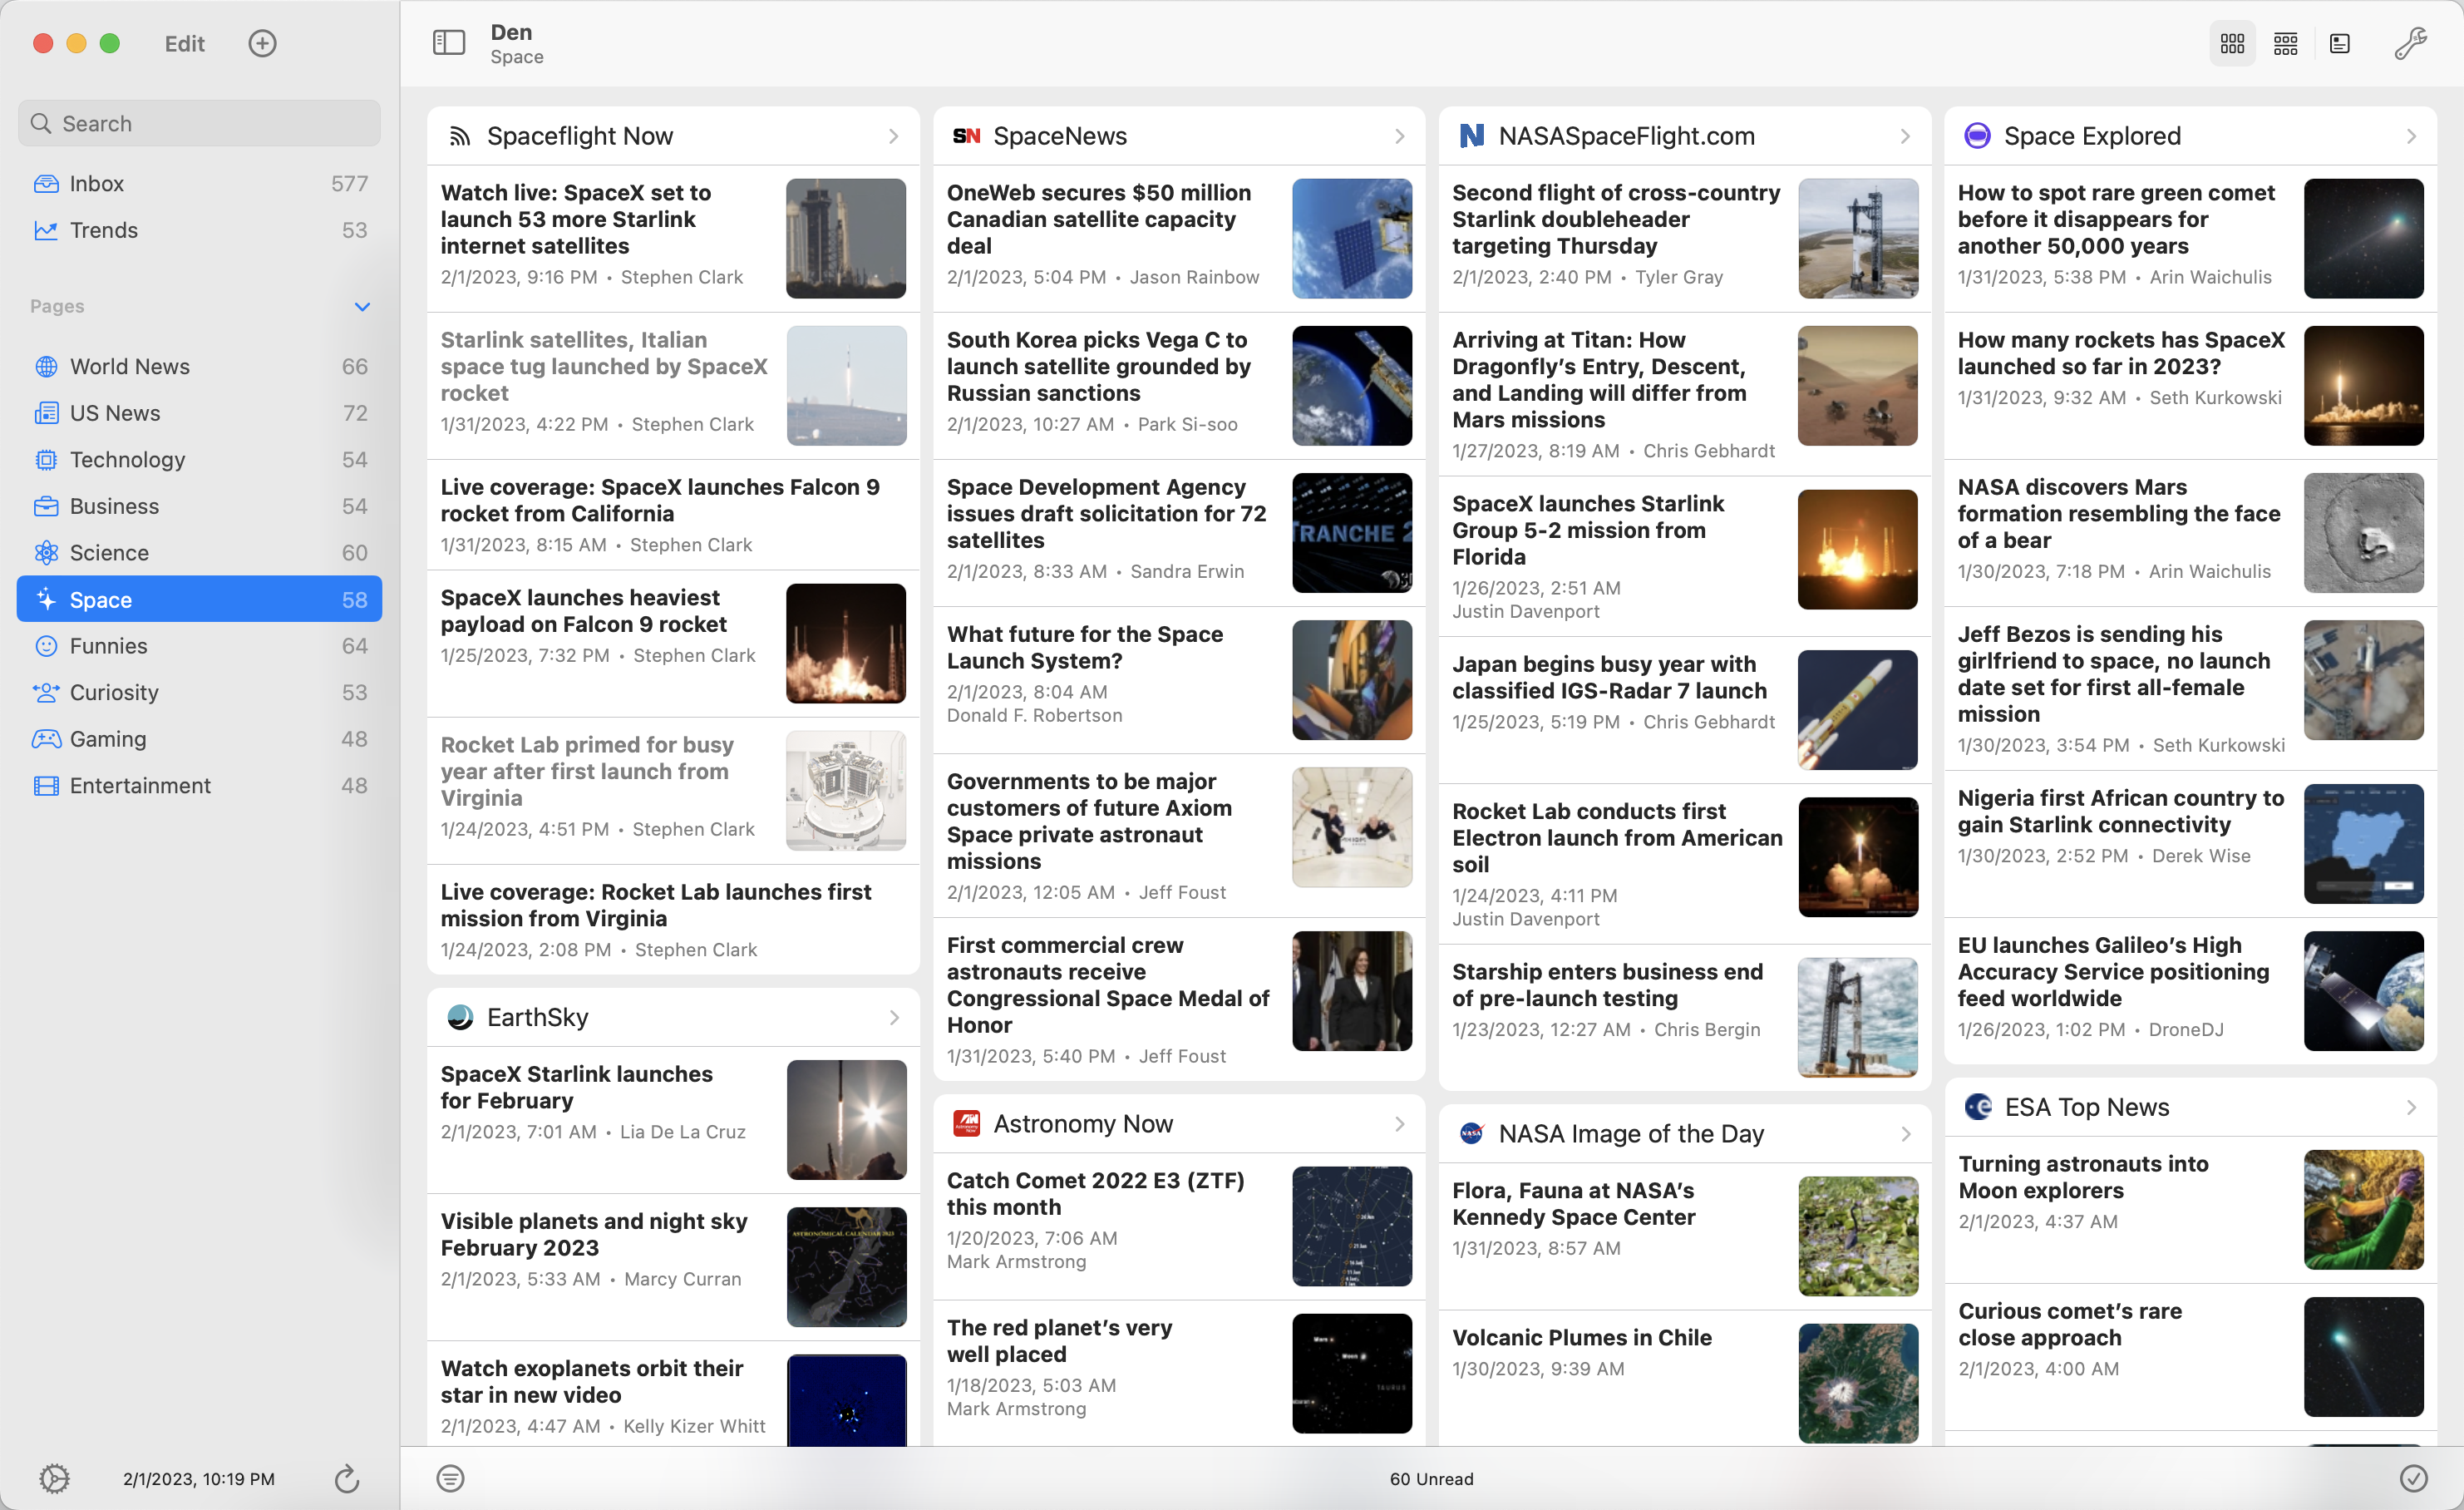 Edit
Search
Inbox 577
Trends 53
Pages
World News 66
US News 72
Technology 54
Business 54
Science 60
Space 58
Funnies 64
Curiosity 53
Gaming 48
Entertainment 48
2/1/2023, 10:19 PM
Den
Space
Spaceflight Now
Watch live: SpaceX set to
launch 53 more Starlink
internet satellites
2/1/2023, 9:16 PM • Stephen Clark
Starlink satellites, Italian
space tug launched by SpaceX
rocket
1/31/2023, 4:22 PM • Stephen Clark
Live coverage: SpaceX launches Falcon 9
rocket from California
1/31/2023, 8:15 AM • Stephen Clark
SpaceX launches heaviest
payload on Falcon 9 rocket
1/25/2023, 7:32 PM • Stephen Clark
Rocket Lab primed for busy
year after first launch from
Virginia
1/24/2023, 4:51 PM • Stephen Clark
Live coverage: Rocket Lab launches first
mission from Virginia
1/24/2023, 2:08 PM • Stephen Clark
EarthSky
SpaceX Starlink launches
for February
2/1/2023, 7:01 AM • Lia De La Cruz
Visible planets and night sky
February 2023
2/1/2023, 5:33 AM • Marcy Curran
ASTRONOMICAL CALENDAR 2023
Watch exoplanets orbit their
star in new video
2/1/2023, 4:47 AM • Kelly Kizer Whitt
SN SpaceNews
OneWeb secures $50 million
Canadian satellite capacity
deal
2/1/2023, 5:04 PM • Jason Rainbow
South Korea picks Vega C to
launch satellite grounded by
Russian sanctions
2/1/2023, 10:27 AM • Park Si-soo
Space Development Agency
issues draft solicitation for 72
satellites
2/1/2023, 8:33 AM • Sandra Erwin
TRANCHE 2
What future for the Space
Launch System?
2/1/2023, 8:04 AM
Donald F. Robertson
Governments to be major
customers of future Axiom
Space private astronaut
missions
2/1/2023, 12:05 AM • Jeff Foust
First commercial crew
astronauts receive
Congressional Space Medal of
Honor
1/31/2023, 5:40 PM • Jeff Foust
Astronomy Now
Catch Comet 2022 E3 (ZTF)
this month
1/20/2023, 7:06 AM
Mark Armstrong
The red planet’s very
well placed
1/18/2023, 5:03 AM
Mark Armstrong
Mars
Moon
TAURUS
N NASASpaceFlight.com
Second flight of cross-country
Starlink doubleheader
targeting Thursday
2/1/2023, 2:40 PM • Tyler Gray
Arriving at Titan: How
Dragonfly’s Entry, Descent,
and Landing will differ from
Mars missions
1/27/2023, 8:19 AM • Chris Gebhardt
SpaceX launches Starlink
Group 5-2 mission from
Florida
1/26/2023, 2:51 AM
Justin Davenport
Japan begins busy year with
classified IGS-Radar 7 launch
1/25/2023, 5:19 PM • Chris Gebhardt
Rocket Lab conducts first
Electron launch from American
soil
1/24/2023, 4:11 PM
Justin Davenport
Starship enters business end
of pre-launch testing
1/23/2023, 12:27 AM • Chris Bergin
NASA NASA Image of the Day
Flora, Fauna at NASA’s
Kennedy Space Center
1/31/2023, 8:57 AM
Volcanic Plumes in Chile
1/30/2023, 9:39 AM
Space Explored
How to spot rare green comet
before it disappears for
another 50,000 years
1/31/2023, 5:38 PM • Arin Waichulis
How many rockets has SpaceX
launched so far in 2023?
1/31/2023, 9:32 AM • Seth Kurkowski
NASA discovers Mars
formation resembling the face
of a bear
1/30/2023, 7:18 PM • Arin Waichulis
Jeff Bezos is sending his
girlfriend to space, no launch
date set for first all-female
mission
1/30/2023, 3:54 PM • Seth Kurkowski
Nigeria first African country to
gain Starlink connectivity
1/30/2023, 2:52 PM • Derek Wise
EU launches Galileo’s High
Accuracy Service positioning
feed worldwide
1/26/2023, 1:02 PM • DroneDJ
ESA Top News
Turning astronauts into
Moon explorers
2/1/2023, 4:37 AM
Curious comet’s rare
close approach
2/1/2023, 4:00 AM
60 Unread